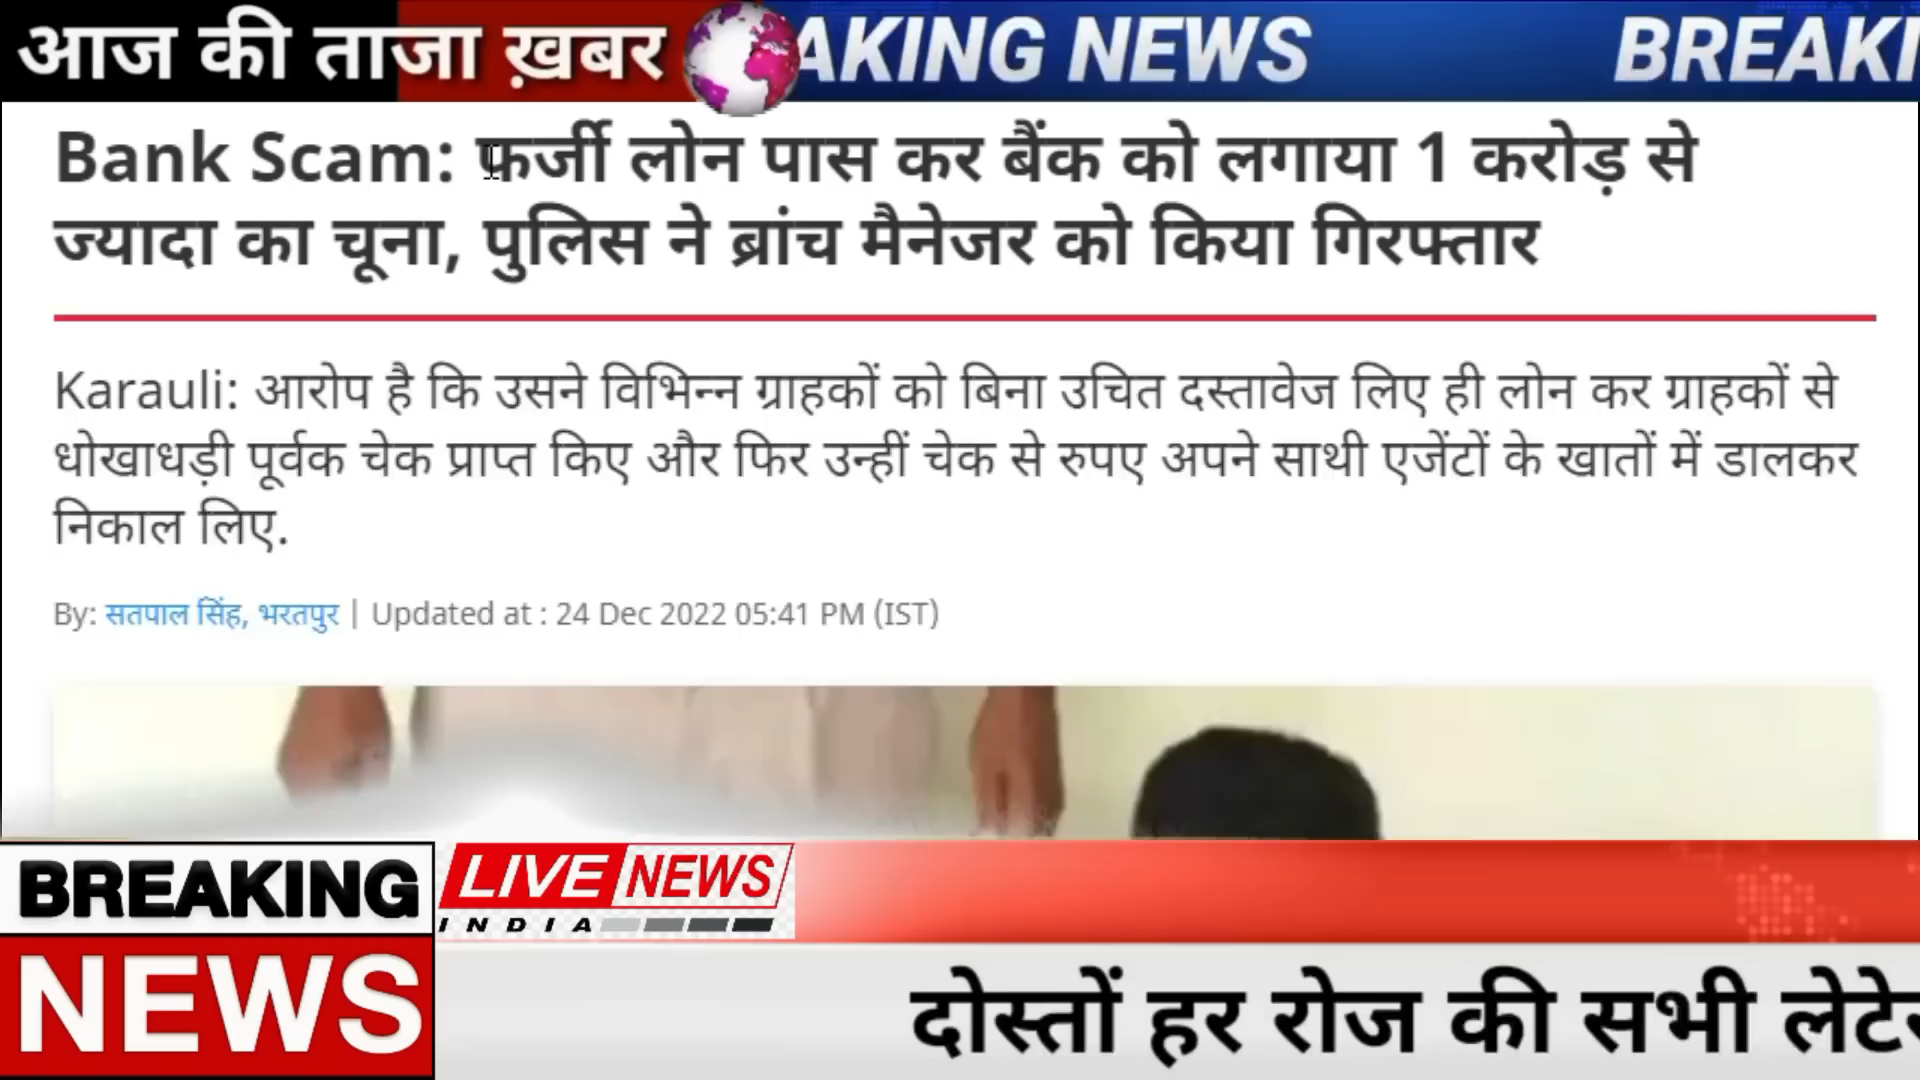 आज की ताजा ख़बर
AKING NEWS
BREAKI
Bank Scam: फर्जी लोन पास कर बैंक को लगाया 1 करोड़ से
ज्यादा का चूना, पुलिस ने ब्रांच मैनेजर को किया गिरफ्तार
Karauli: आरोप है कि उसने विभिन्न ग्राहकों को बिना उचित दस्तावेज लिए ही लोन कर ग्राहकों से
धोखाधड़ी पूर्वक चेक प्राप्त किए और फिर उन्हीं चेक से रुपए अपने साथी एजेंटों के खातों में डालकर
निकाल लिए.
By: सतपाल सिंह, भरतपुर | Updated at : 24 Dec 2022 05:41 PM (IST)
BREAKING
NEWS
LIVE NEWS
INDIA
दोस्तों हर रोज की सभी